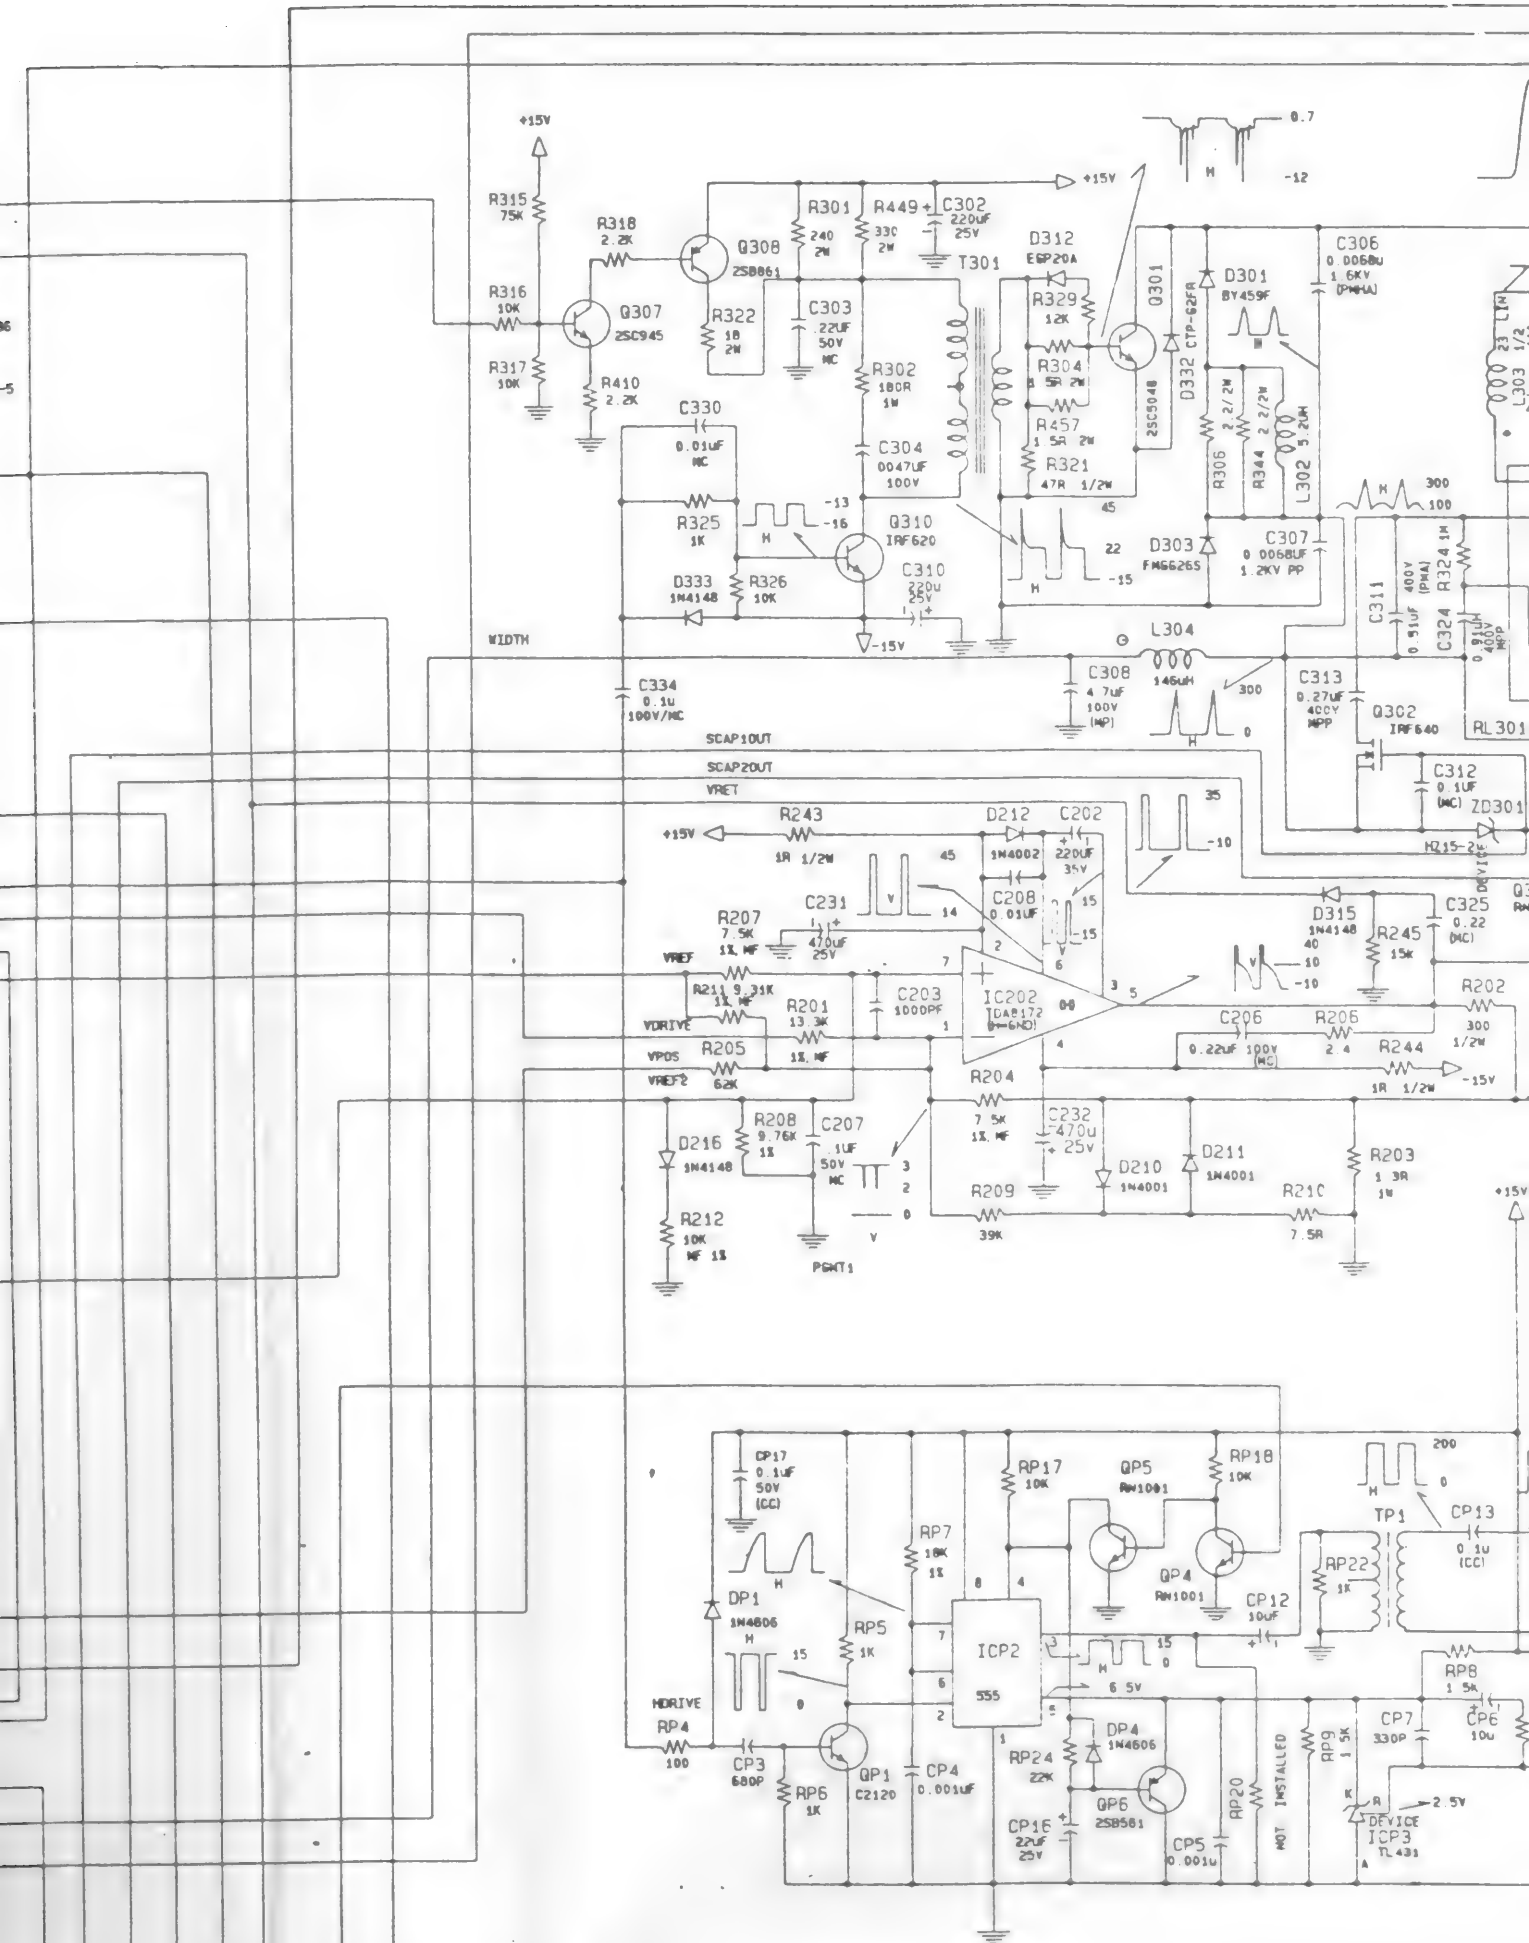 +15V
0.7
-12
H
+15V
R315
75K
R318
2.2K
Q308
2SB861
R301
240
2W
R449
330
2W
+
C302
220UF
25V
D312
EGP20A
T301
Q301
2SC5048
D332 CTP-G2FR
D301
BY459F
C306
0.0068u
1.6KV
(PMHA)
R316
10K
Q307
2SC945
R317
10K
R410
2.2K
R322
18
2W
C303
.22UF
50V
MC
R329
12K
R304
R302
180R
1W
R457
1.5R 2W
R321
47R 1/2W
R306
2.2/2W
R344
2.2/2W
L302 5.2UH
L303
C330
0.01uF
MC
C304
0047UF
100V
300
100
H
R325
1K
-13
-16
H
Q310
IRF620
45
22
-15
H
D303
FMG626S
C307
0.0068UF
1.2KV PP
D333
1N4148
R326
10K
C310
220u
25V
C311
0.51uF
400V
(PMA)
R324 1M
C324
-15V
WIDTH
L304
146uH
C308
4.7uF
100V
(MP)
300
0
H
C313
0.27uF
400V
MPP
Q302
IRF640
RL301
C334
0.1u
100V/MC
SCAP1OUT
SCAP2OUT
VRET
C312
0.1UF
(MC)
ZD301
HZ15-2
DEVICE
+15V
R243
1R 1/2W
D212
1N4002
C202
220UF
35V
35
-10
C208
0.01UF
45
14
V
15
-15
V
C231
470uF
25V
R207
7.5K
1%, MF
VREF
D315
1N4148
R245
15K
C325
0.22
(MC)
40
10
-10
V
R211 9.31K
1%, MF
R201
13.3K
1%, MF
C203
1000PF
7
2
6
1
3
5
4
IC202
TDA8172
(H=GND)
VDRIVE
VPOS
VREF2
R205
62K
R202
300
1/2W
C206
0.22uF 100V
(MC)
R206
2.4
R244
1R 1/2W
-15V
R204
7.5K
1%, MF
C232
470u
25V
D216
1N4148
R208
9.76K
1%
C207
.1UF
50V
MC
3
2
0
V
D210
1N4001
D211
1N4001
R203
1.3R
1W
R209
39K
R210
7.5R
+15V
R212
10K
MF 1%
PGNT1
CP17
0.1uF
50V
(CC)
RP17
10K
QP5
RN1001
RP18
10K
200
0
H
TP1
CP13
0.1u
(CC)
RP7
18K
1%
H
DP1
1N4606
H
15
0
RP5
1K
QP4
RN1001
RP22
1K
CP12
10uF
8
4
7
6
2
3
5
1
ICP2
555
15
0
H
6.5V
RP8
1.5K
HDRIVE
RP4
100
CP3
680P
RP6
1K
QP1
C2120
CP4
0.001uF
RP24
22K
DP4
1N4606
QP6
2SB561
CP16
22UF
25V
CP5
0.001u
RP20
NOT INSTALLED
RP9
1.5K
CP7
330P
CP6
10u
K
R
A
2.5V
DEVICE
ICP3
TL431